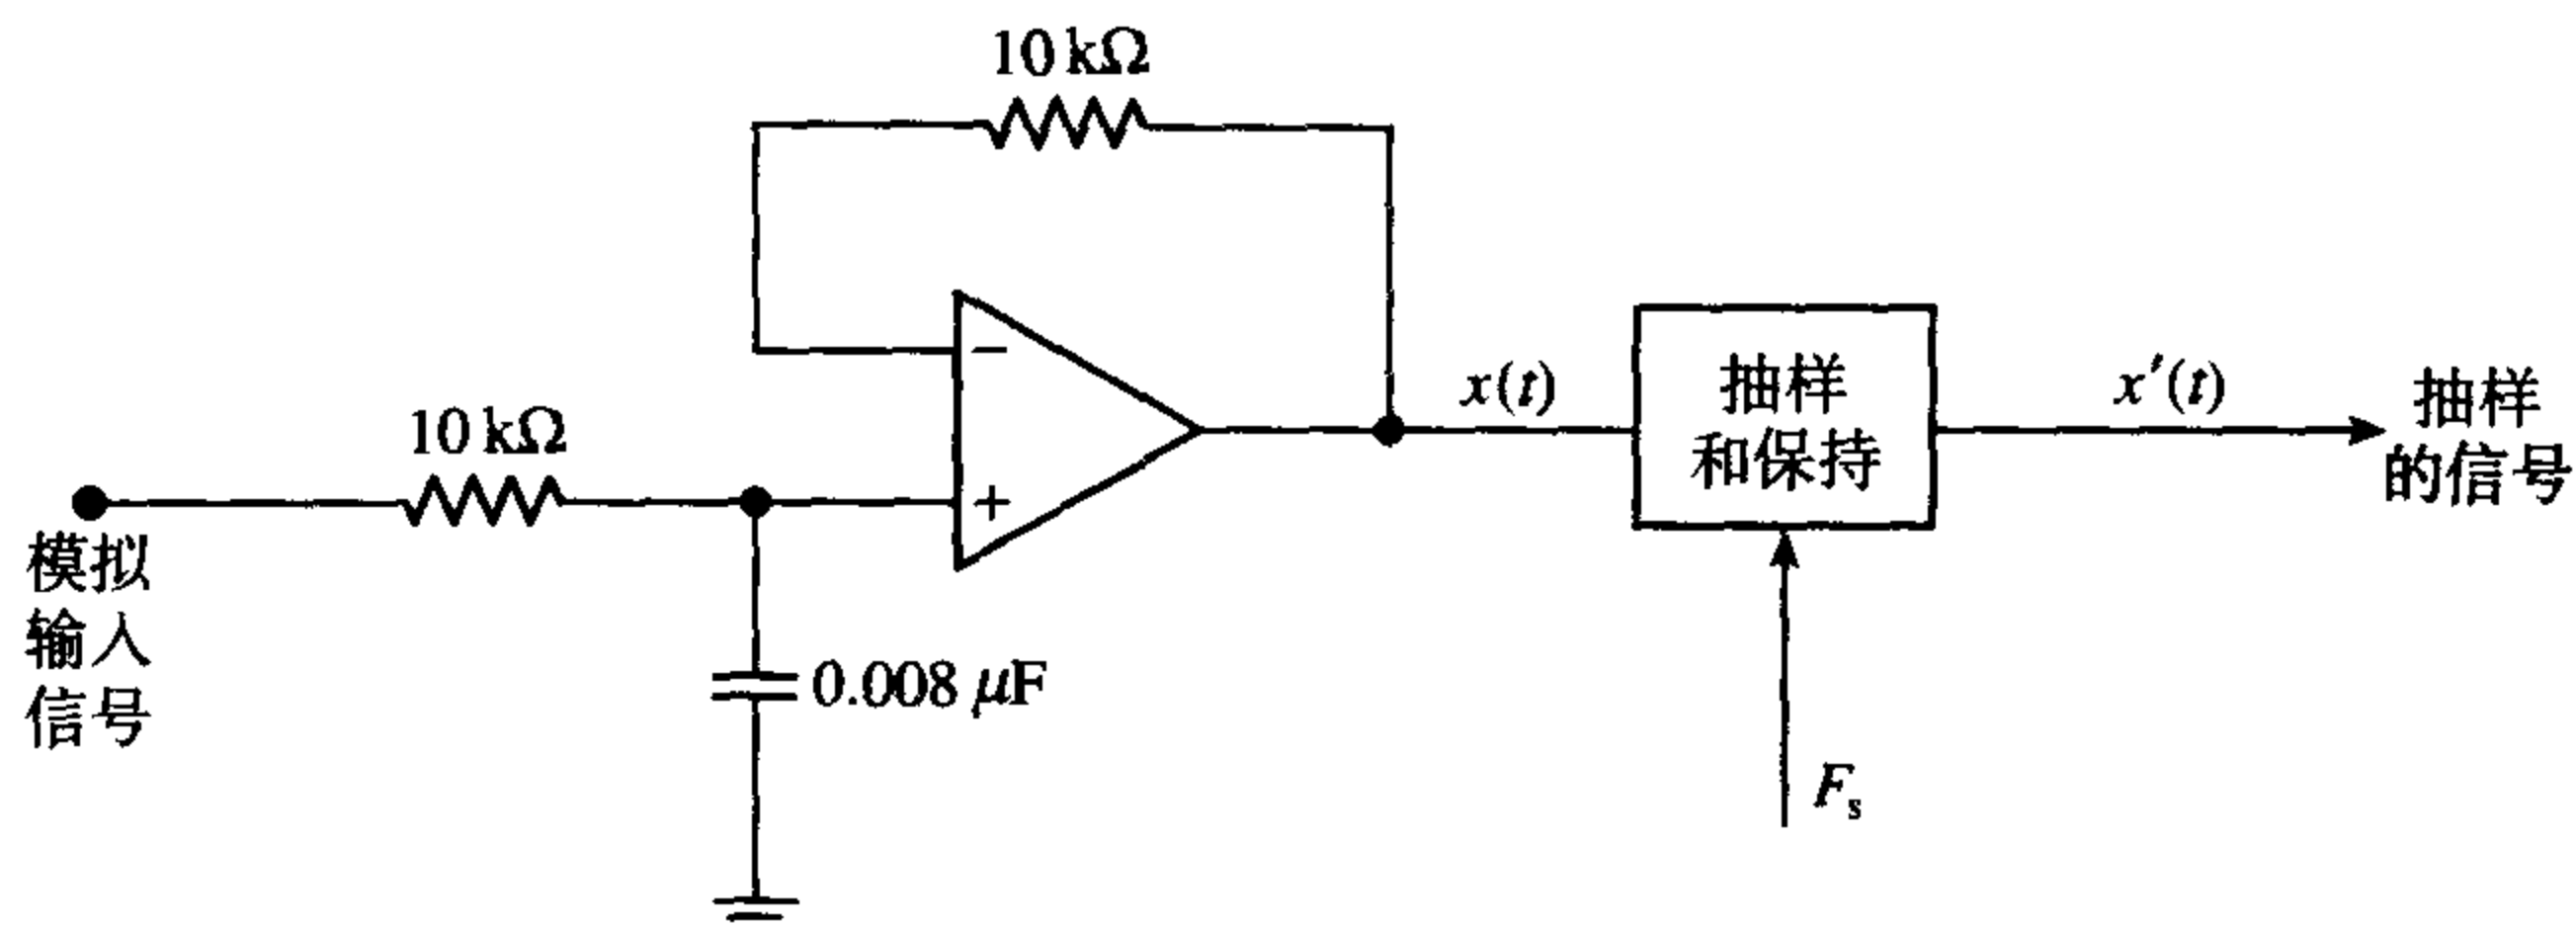 10 kΩ
10 kΩ
−
+
x(t)
抽样
和保持
x′(t)
抽样
的信号
模拟
输入
信号
0.008 μF
Fs